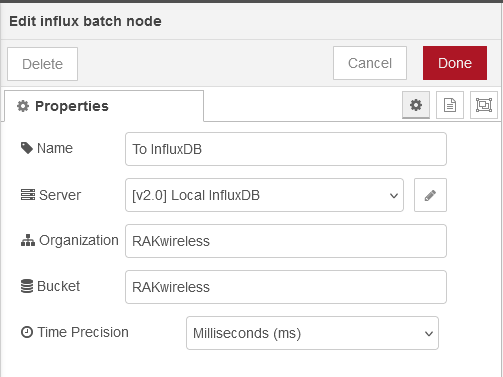 Edit influx batch node
Delete Cancel Done
Properties
Name To InfluxDB
Server [v2.0] Local InfluxDB
Organization RAKwireless
Bucket RAKwireless
Time Precision Milliseconds (ms)